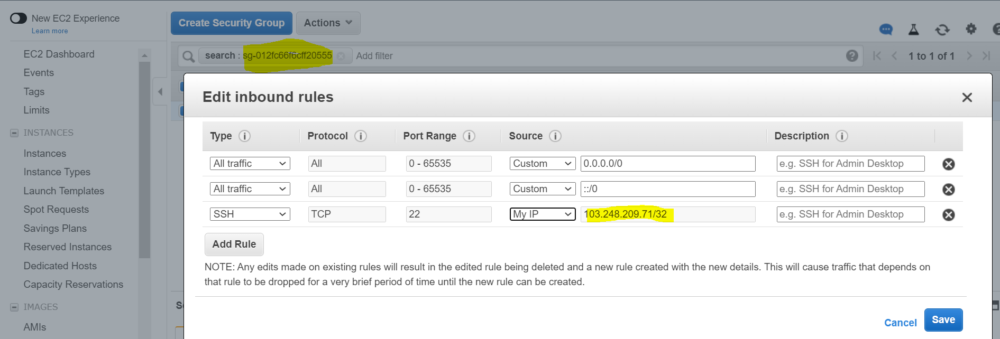 New EC2 Experience
Learn more
Create Security Group
Actions
EC2 Dashboard
Events
Tags
Limits
INSTANCES
Instances
Instance Types
Launch Templates
Spot Requests
Savings Plans
Reserved Instances
Dedicated Hosts
Capacity Reservations
IMAGES
AMIs
search : sg-012fc66f6cff20555 Add filter
1 to 1 of 1
Edit inbound rules
Type Protocol Port Range Source Description
All traffic All 0 - 65535 Custom 0.0.0.0/0 e.g. SSH for Admin Desktop
All traffic All 0 - 65535 Custom ::/0 e.g. SSH for Admin Desktop
SSH TCP 22 My IP 103.248.209.71/32 e.g. SSH for Admin Desktop
Add Rule
NOTE: Any edits made on existing rules will result in the edited rule being deleted and a new rule created with the new details. This will cause traffic that depends on
that rule to be dropped for a very brief period of time until the new rule can be created.
Cancel Save